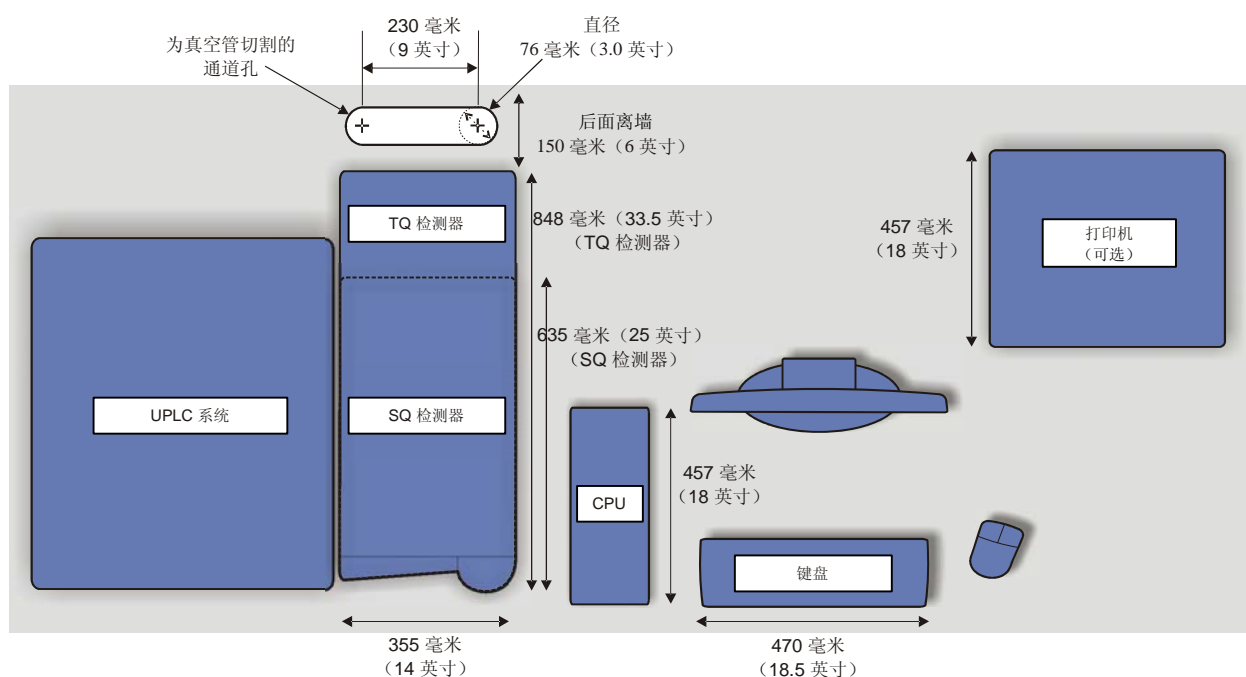 230 毫米
（9 英寸）
直径
76 毫米（3.0 英寸）
为真空管切割的
通道孔
后面离墙
150 毫米（6 英寸）
TQ 检测器
848 毫米（33.5 英寸）
（TQ 检测器）
457 毫米
（18 英寸）
打印机
（可选）
635 毫米（25 英寸）
（SQ 检测器）
UPLC 系统
SQ 检测器
457 毫米
（18 英寸）
CPU
键盘
355 毫米
（14 英寸）
470 毫米
（18.5 英寸）